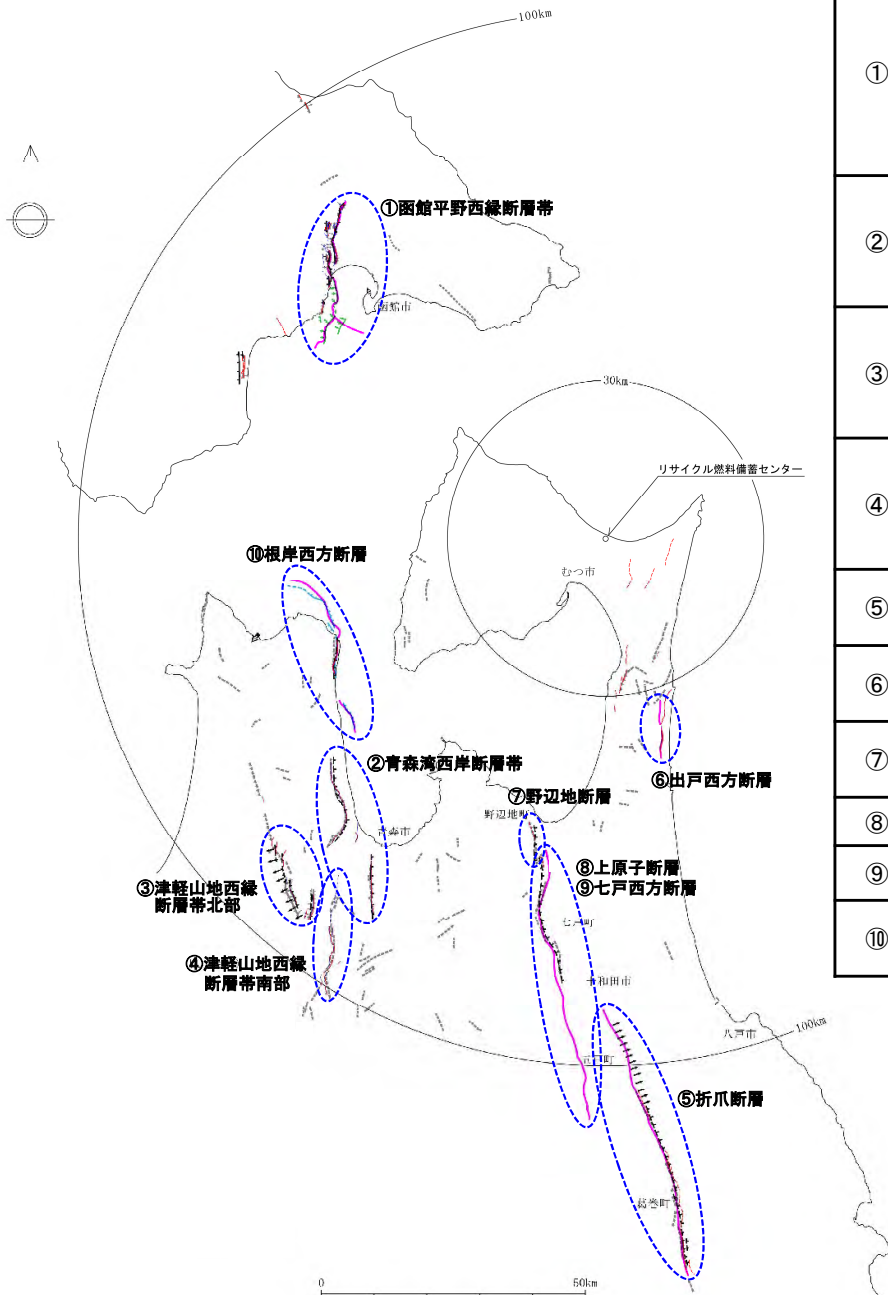 100km
①函館平野西縁断層帯
函館市
30km
リサイクル燃料備蓄センター
むつ市
⑩根岸西方断層
⑥出戸西方断層
②青森湾西岸断層帯
青森市
⑦野辺地断層
野辺地町
⑧上原子断層
⑨七戸西方断層
③津軽山地西縁
断層帯北部
七戸町
④津軽山地西縁
断層帯南部
十和田市
八戸市
100km
⑤折爪断層
葛巻町
0
50km
①
②
③
④
⑤
⑥
⑦
⑧
⑨
⑩